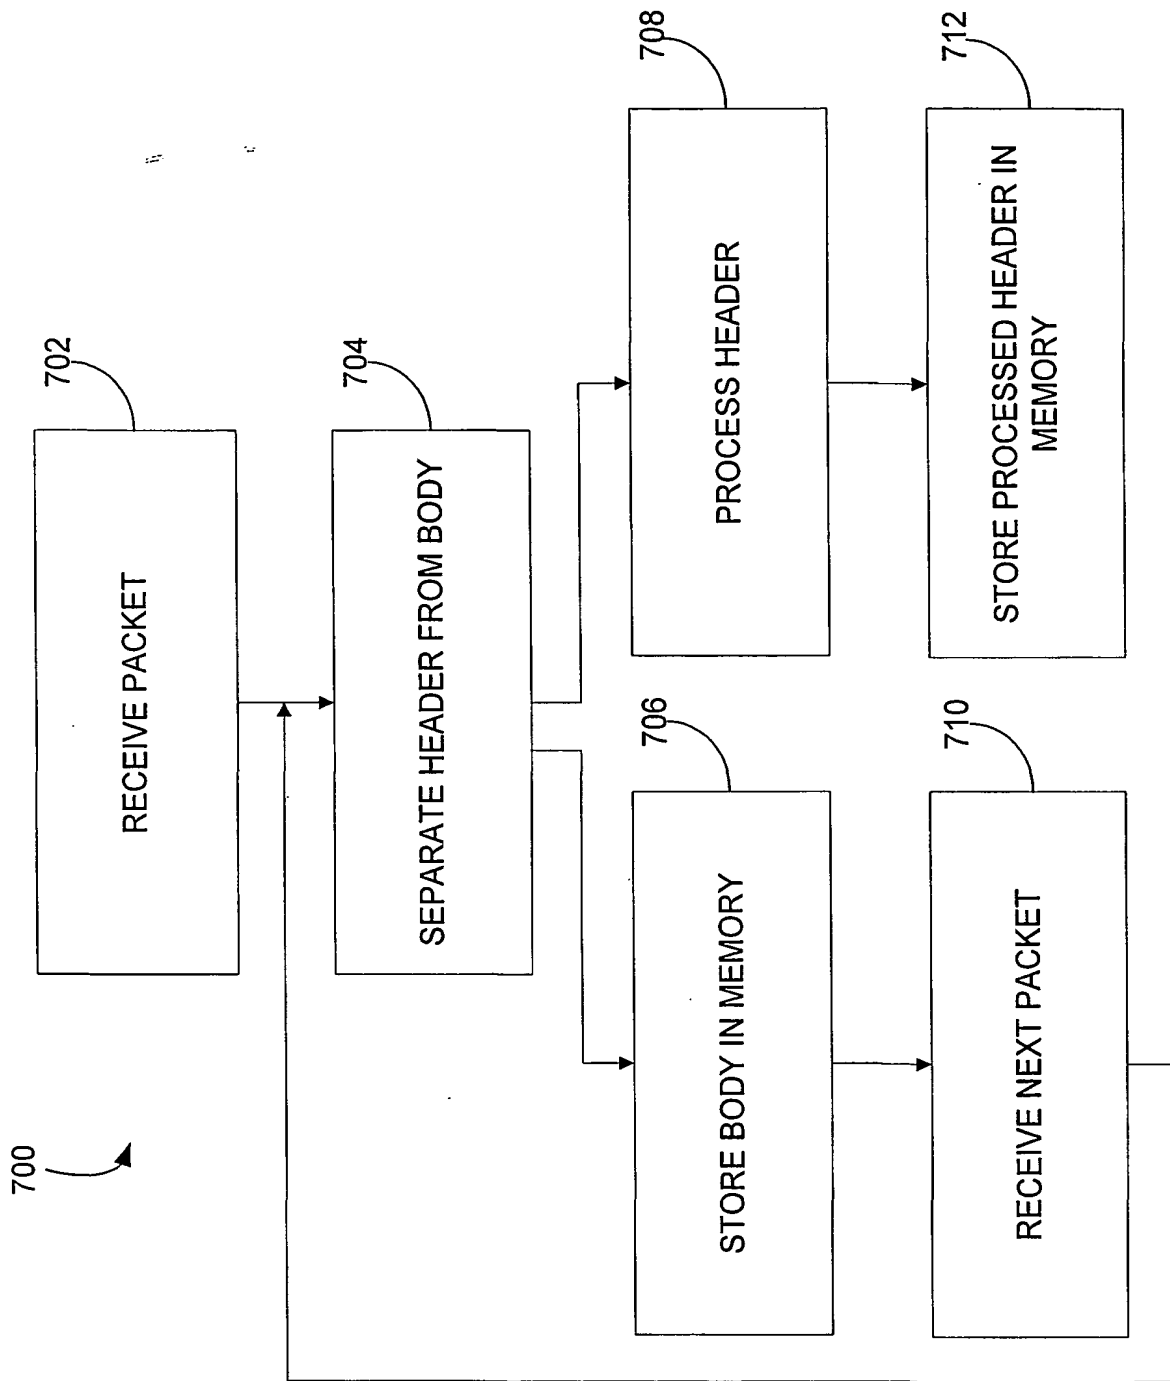 700
RECEIVE PACKET
702
SEPARATE HEADER FROM BODY
704
STORE BODY IN MEMORY
706
PROCESS HEADER
708
RECEIVE NEXT PACKET
710
STORE PROCESSED HEADER IN
MEMORY
712